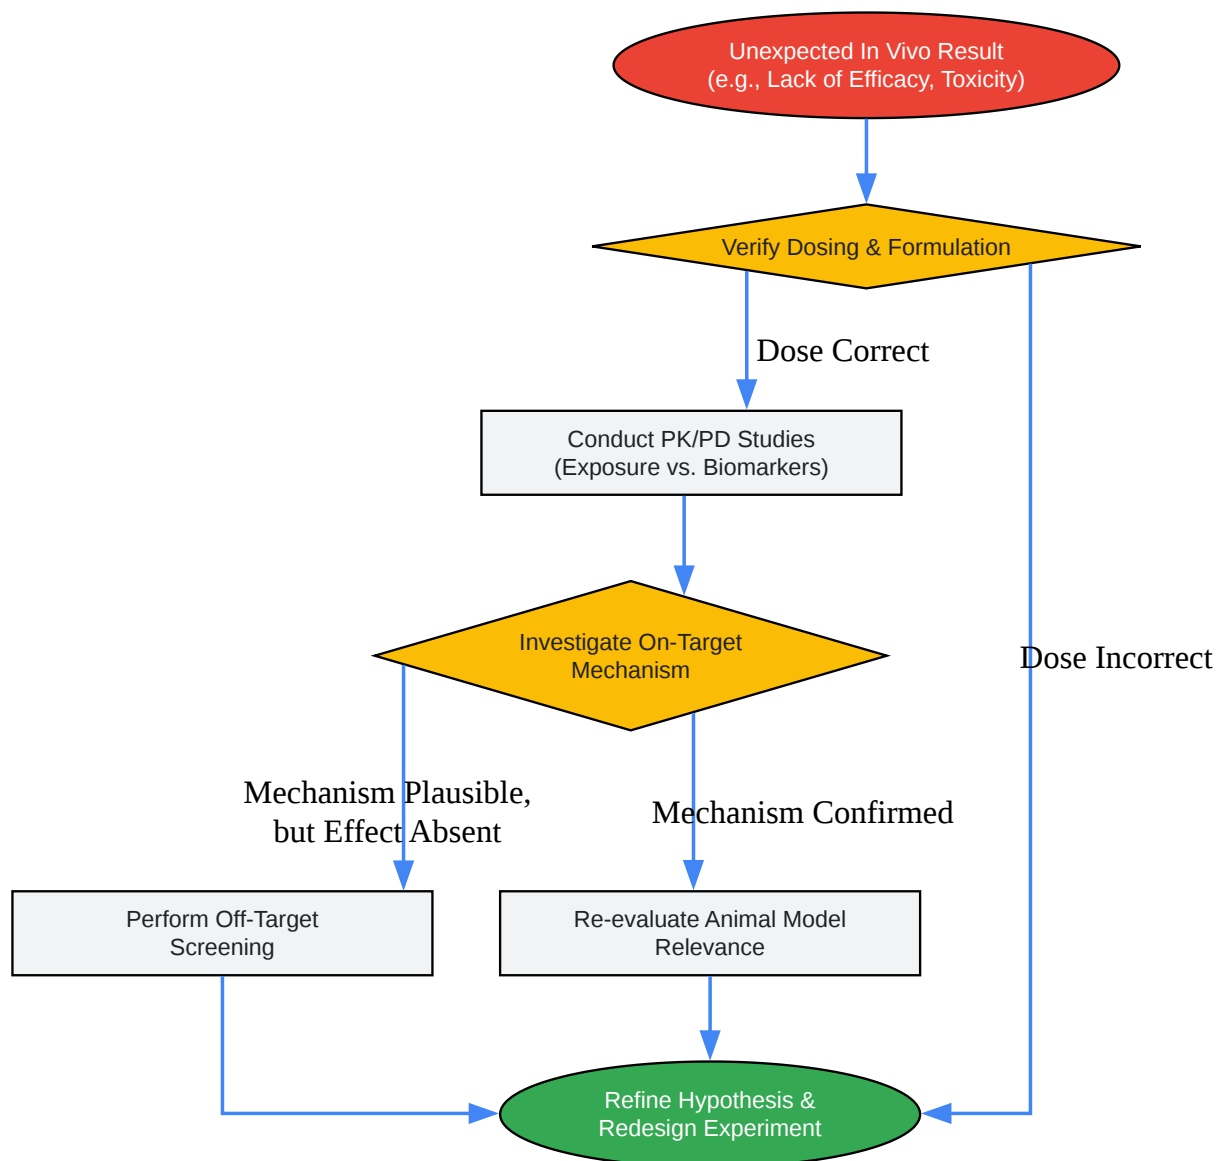 Unexpected In Vivo Result
(e.g., Lack of Efficacy, Toxicity)
Verify Dosing & Formulation
Dose Correct
Conduct PK/PD Studies
(Exposure vs. Biomarkers)
Investigate On-Target
Mechanism
Dose Incorrect
Mechanism Plausible,
but Effect Absent
Mechanism Confirmed
Perform Off-Target
Screening
Re-evaluate Animal Model
Relevance
Refine Hypothesis &
Redesign Experiment